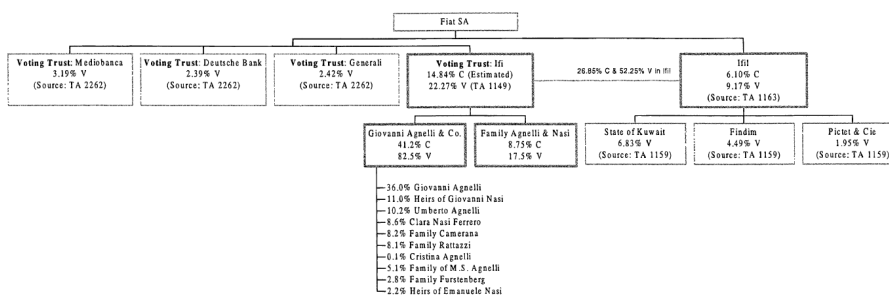 Fiat SA
Voting Trust: Mediobanca
3.19% V
(Source: TA 2262)
Voting Trust: Deutsche Bank
2.39% V
(Source: TA 2262)
Voting Trust: Generali
2.42% V
(Source: TA 2262)
Voting Trust: Ifi
14.84% C (Estimated)
22.27% V (TA 1149)
26.85% C & 52.25% V in Ifil
Ifil
6.10% C
9.17% V
(Source: TA 1163)
Giovanni Agnelli & Co.
41.2% C
82.5% V
Family Agnelli & Nasi
8.75% C
17.5% V
State of Kuwait
6.83% V
(Source: TA 1159)
Findim
4.49% V
(Source: TA 1159)
Pictet & Cie
1.95% V
(Source: TA 1159)
36.0% Giovanni Agnelli
11.0% Heirs of Giovanni Nasi
10.2% Umberto Agnelli
8.6% Clara Nasi Ferrero
8.2% Family Camerana
8.1% Family Rattazzi
0.1% Cristina Agnelli
5.1% Family of M.S. Agnelli
2.8% Family Furstenberg
2.2% Heirs of Emanuele Nasi